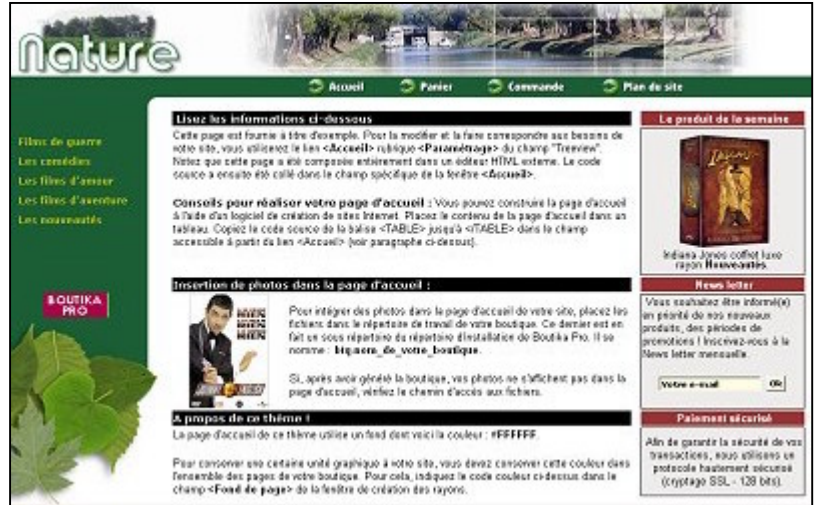 Nature
Accueil Panier Commande Plan du site
Films de guerre
Les comédies
Les films d'amour
Les films d'aventure
Les nouveautés
BOUTIKA
PRO
Lisez les informations ci-dessous
Cette page est fournie à titre d'exemple. Pour la modifier et la faire correspondre aux besoins de
votre site, vous utiliserez le lien <Accueil> rubrique <Paramétrage> du champ "Treeview".
Notez que cette page a été composée entièrement dans un éditeur HTML externe. Le code
source a ensuite été collé dans le champ spécifique de la fenêtre <Accueil>.
Conseils pour réaliser votre page d'accueil : Vous pouvez construire la page d'accueil
à l'aide d'un logiciel de création de sites Internet. Placez le contenu de la page d'accueil dans un
tableau. Copiez le code source de la balise <TABLE> jusqu'à </TABLE> dans le champ
accessible à partir du lien <Accueil> (voir paragraphe ci-dessus).
Insertion de photos dans la page d'accueil :
Pour intégrer des photos dans la page d'accueil de votre site, placez les
fichiers dans le répertoire de travail de votre boutique. Ce dernier est en
fait un sous répertoire du répertoire d'installation de Boutika Pro. Il se
nomme : btq.nom_de_votre_boutique.
Si, après avoir généré la boutique, vos photos ne s'affichent pas dans la
page d'accueil, vérifiez le chemin d'accès aux fichiers.
A propos de ce thème !
La page d'accueil de ce thème utilise un fond dont voici la couleur : #FFFFFF.
Pour conserver une certaine unité graphique à votre site, vous devez conserver cette couleur dans
l'ensemble des pages de votre boutique. Pour cela, indiquez le code couleur ci-dessus dans le
champ <Fond de page> de la fenêtre de création des rayons.
Le produit de la semaine
Indiana Jones coffret luxe
rayon Nouveautés.
News letter
Vous souhaitez être informé(e)
en priorité de nos nouveaux
produits, des périodes de
promotions ! Inscrivez-vous à la
News letter mensuelle.
Votre e-mail Ok
Paiement sécurisé
Afin de garantir la sécurité de vos
transactions, nous utilisons un
protocole hautement sécurisé
(cryptage SSL - 128 bits).